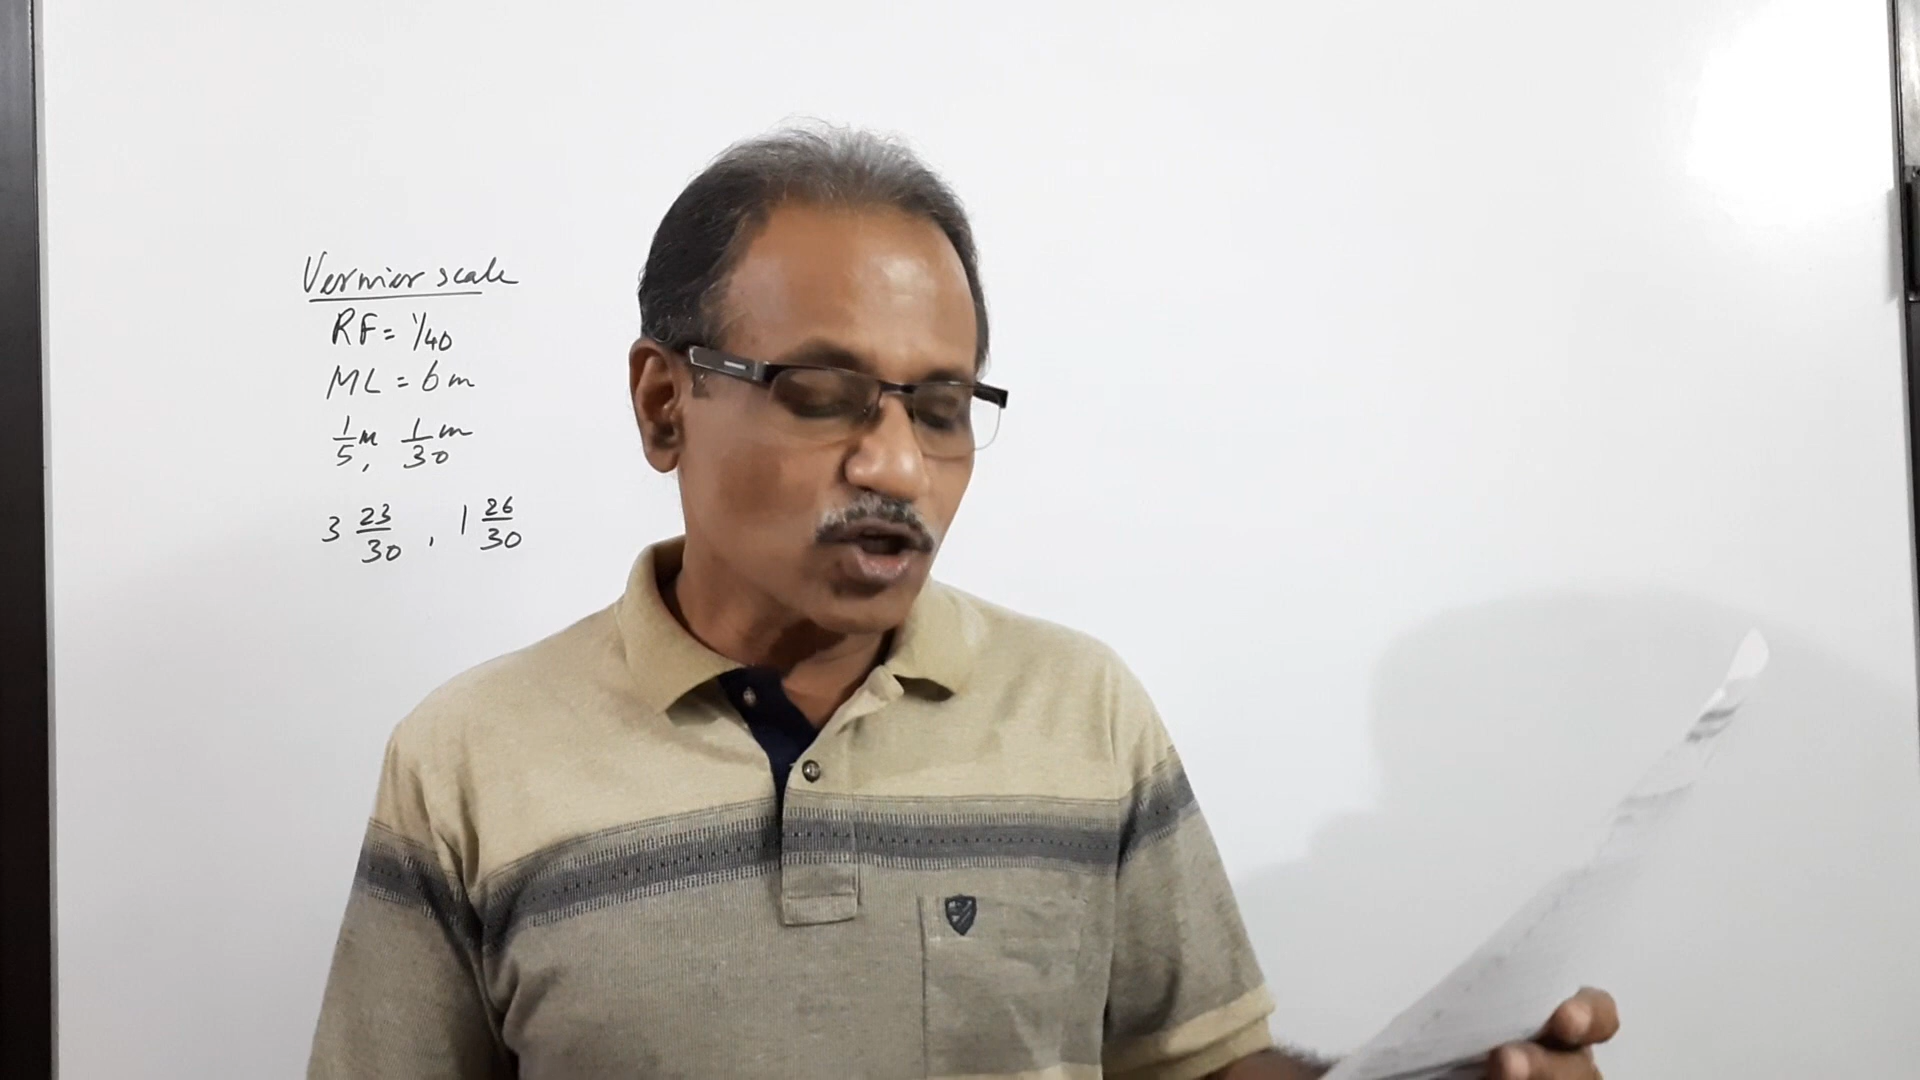 Vernier scale
RF = 1/40
ML = 6m
1/5 m, 1/30 m
3 23/30 , 1 26/30